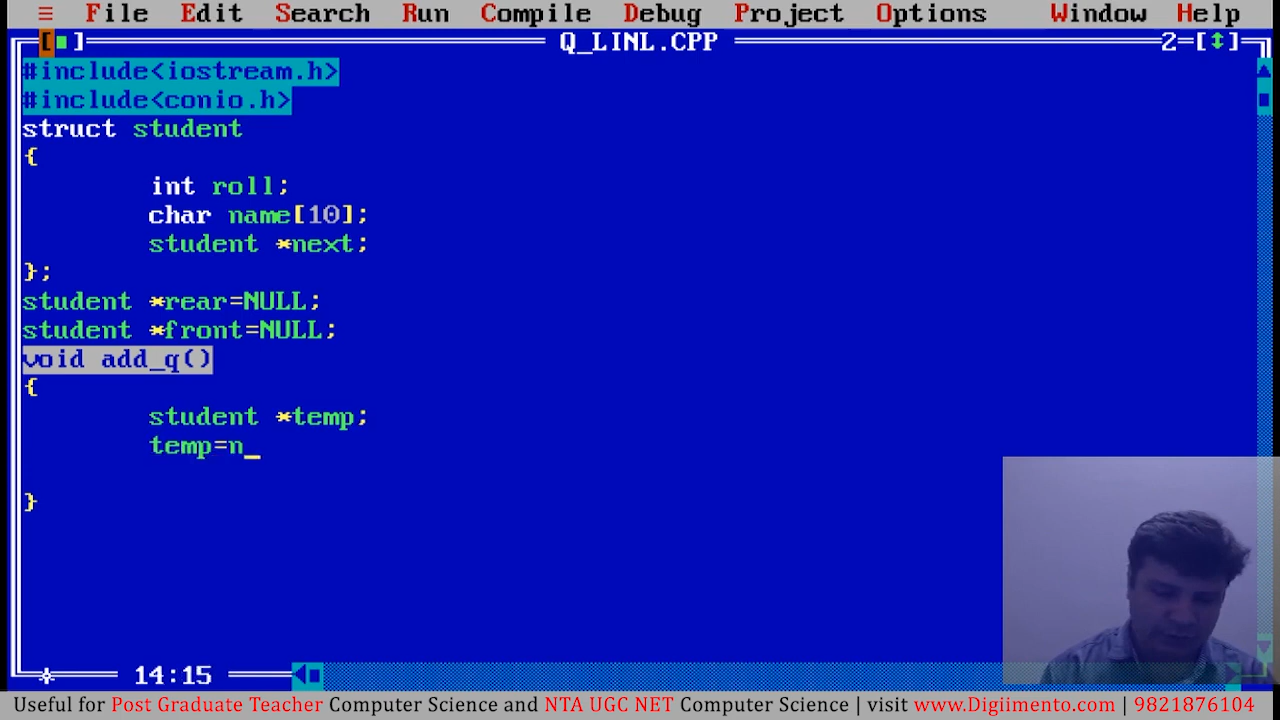 ≡ File Edit Search Run Compile Debug Project Options Window Help
[■] Q_LINL.CPP 2=[↕]
#include<iostream.h>
#include<conio.h>
struct student
{
int roll;
char name[10];
student *next;
};
student *rear=NULL;
student *front=NULL;
void add_q()
{
student *temp;
temp=n_
}
14:15
Useful for Post Graduate Teacher Computer Science and NTA UGC NET Computer Science | visit www.Digiimento.com | 9821876104